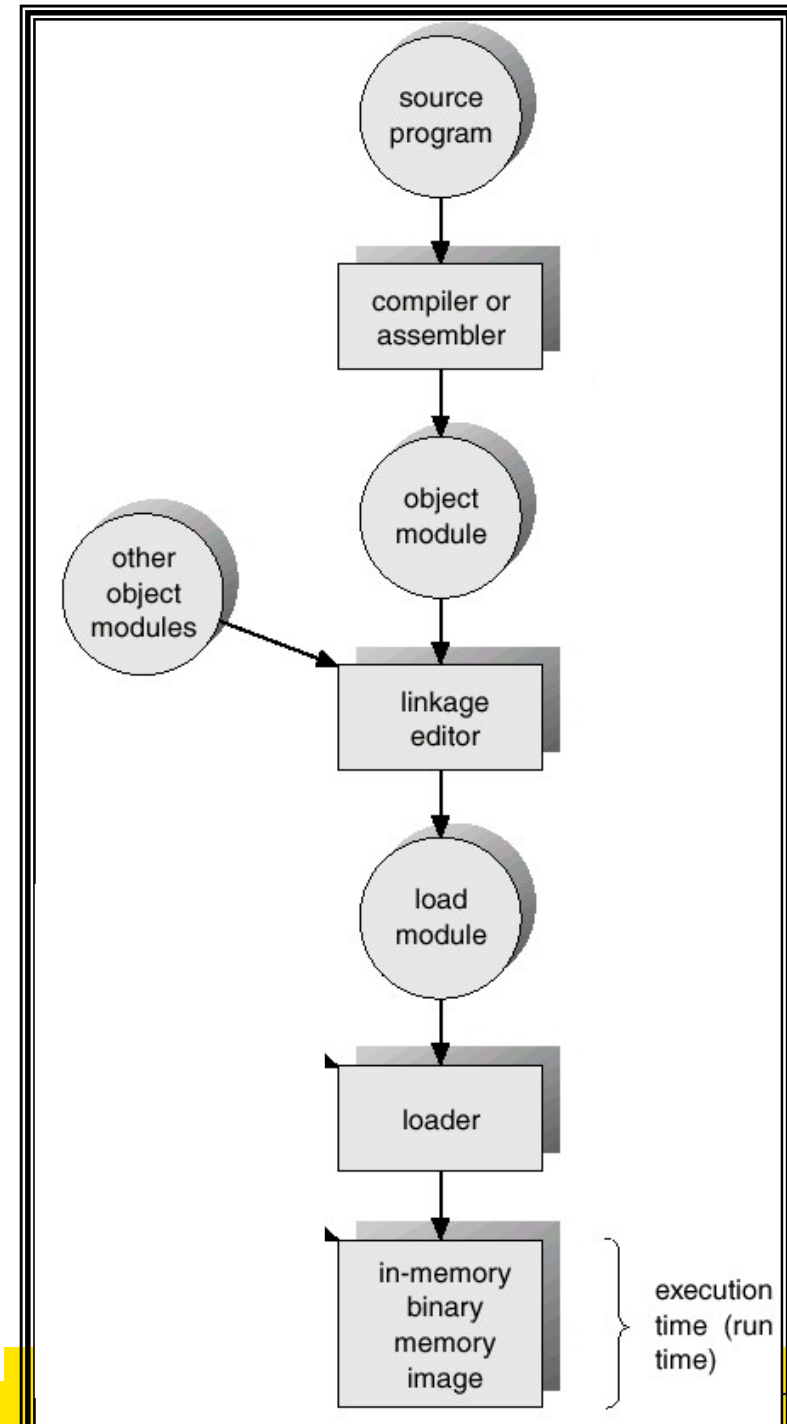 source
program
compiler or
assembler
object
module
other
object
modules
linkage
editor
load
module
loader
in-memory
binary
memory
image
execution
time (run
time)